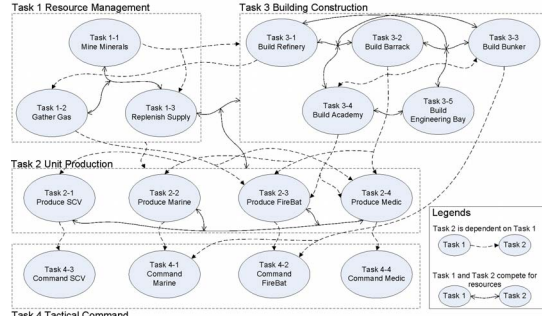 Task 1 Resource Management
Task 3 Building Construction
Task 1-1
Mine Minerals
Task 3-1
Build Refinery
Task 3-2
Build Barrack
Task 3-3
Build Bunker
Task 1-2
Gather Gas
Task 1-3
Replenish Supply
Task 3-4
Build Academy
Task 3-5
Build
Engineering Bay
Task 2 Unit Production
Task 2-1
Produce SCV
Task 2-2
Produce Marine
Task 2-3
Produce FireBat
Task 2-4
Produce Medic
Task 4-3
Command SCV
Task 4-1
Command
Marine
Task 4-2
Command
FireBat
Task 4-4
Command Medic
Task 4 Tactical Command
Legends
Task 2 is dependent on Task 1
Task 1
Task 2
Task 1 and Task 2 compete for
resources
Task 1
Task 2